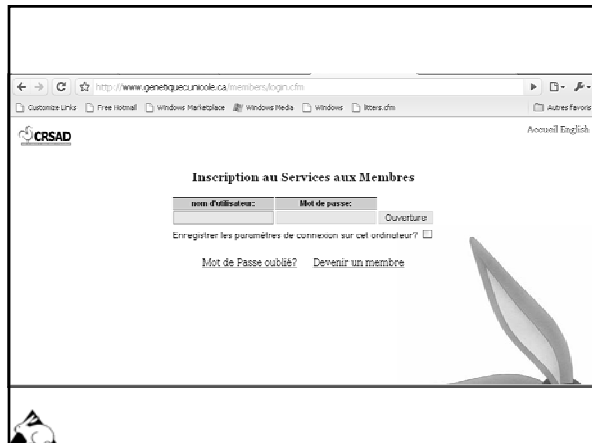 http://www.genetiquecunicole.ca/members/login.cfm
Customize Links Free Hotmail Windows Marketplace Windows Media Windows litters.cfm Autres favoris
CRSAD
Accueil English
Inscription au Services aux Membres
nom d'utilisateur: Mot de passe:
Ouverture
Enregistrer les paramètres de connexion sur cet ordinateur?
Mot de Passe oublié? Devenir un membre